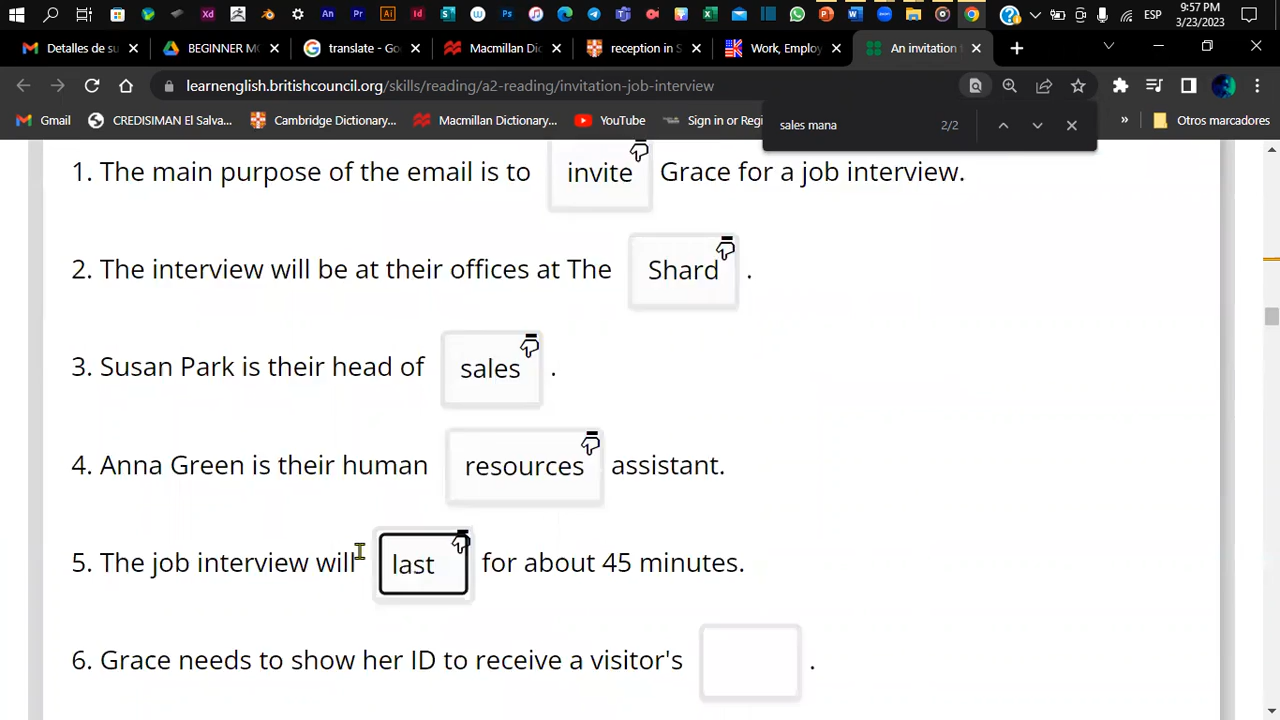 ESP
9:57 PM
3/23/2023
Detalles de su
BEGINNER MO
translate - Goo
Macmillan Dic
reception in S
Work, Employ
An invitation t
learnenglish.britishcouncil.org/skills/reading/a2-reading/invitation-job-interview
Gmail
CREDISIMAN El Salva...
Cambridge Dictionary...
Macmillan Dictionary...
YouTube
Sign in or Regi
»
Otros marcadores
sales mana
2/2
1. The main purpose of the email is to invite Grace for a job interview.
2. The interview will be at their offices at The Shard .
3. Susan Park is their head of sales .
4. Anna Green is their human resources assistant.
5. The job interview will last for about 45 minutes.
6. Grace needs to show her ID to receive a visitor's .